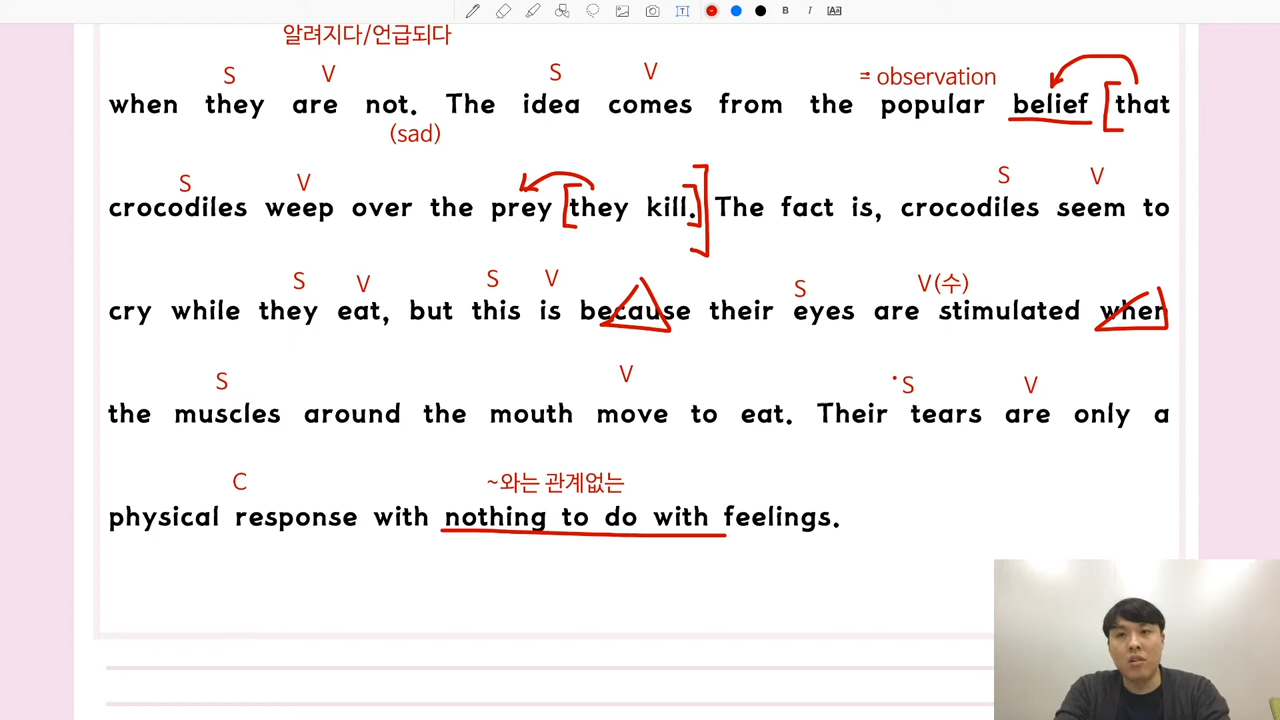 B I Aa
알려지다/언급되다
S V S V = observation
when they are not. The idea comes from the popular belief [that
(sad)
S V S V
crocodiles weep over the prey [they kill.]] The fact is, crocodiles seem to
S V S V S V(수)
cry while they eat, but this is because their eyes are stimulated when
S V S V
the muscles around the mouth move to eat. Their tears are only a
C ~와는 관계없는
physical response with nothing to do with feelings.